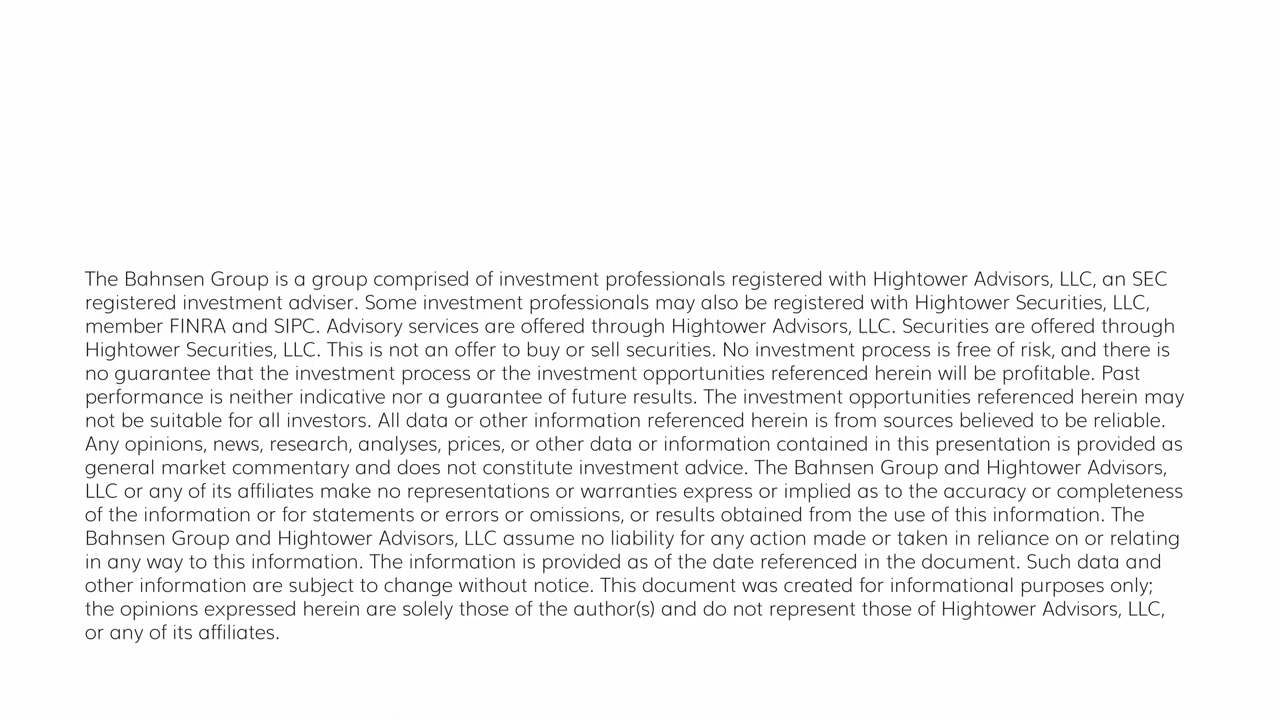 The Bahnsen Group is a group comprised of investment professionals registered with Hightower Advisors, LLC, an SEC
registered investment adviser. Some investment professionals may also be registered with Hightower Securities, LLC,
member FINRA and SIPC. Advisory services are offered through Hightower Advisors, LLC. Securities are offered through
Hightower Securities, LLC. This is not an offer to buy or sell securities. No investment process is free of risk, and there is
no guarantee that the investment process or the investment opportunities referenced herein will be profitable. Past
performance is neither indicative nor a guarantee of future results. The investment opportunities referenced herein may
not be suitable for all investors. All data or other information referenced herein is from sources believed to be reliable.
Any opinions, news, research, analyses, prices, or other data or information contained in this presentation is provided as
general market commentary and does not constitute investment advice. The Bahnsen Group and Hightower Advisors,
LLC or any of its affiliates make no representations or warranties express or implied as to the accuracy or completeness
of the information or for statements or errors or omissions, or results obtained from the use of this information. The
Bahnsen Group and Hightower Advisors, LLC assume no liability for any action made or taken in reliance on or relating
in any way to this information. The information is provided as of the date referenced in the document. Such data and
other information are subject to change without notice. This document was created for informational purposes only;
the opinions expressed herein are solely those of the author(s) and do not represent those of Hightower Advisors, LLC,
or any of its affiliates.